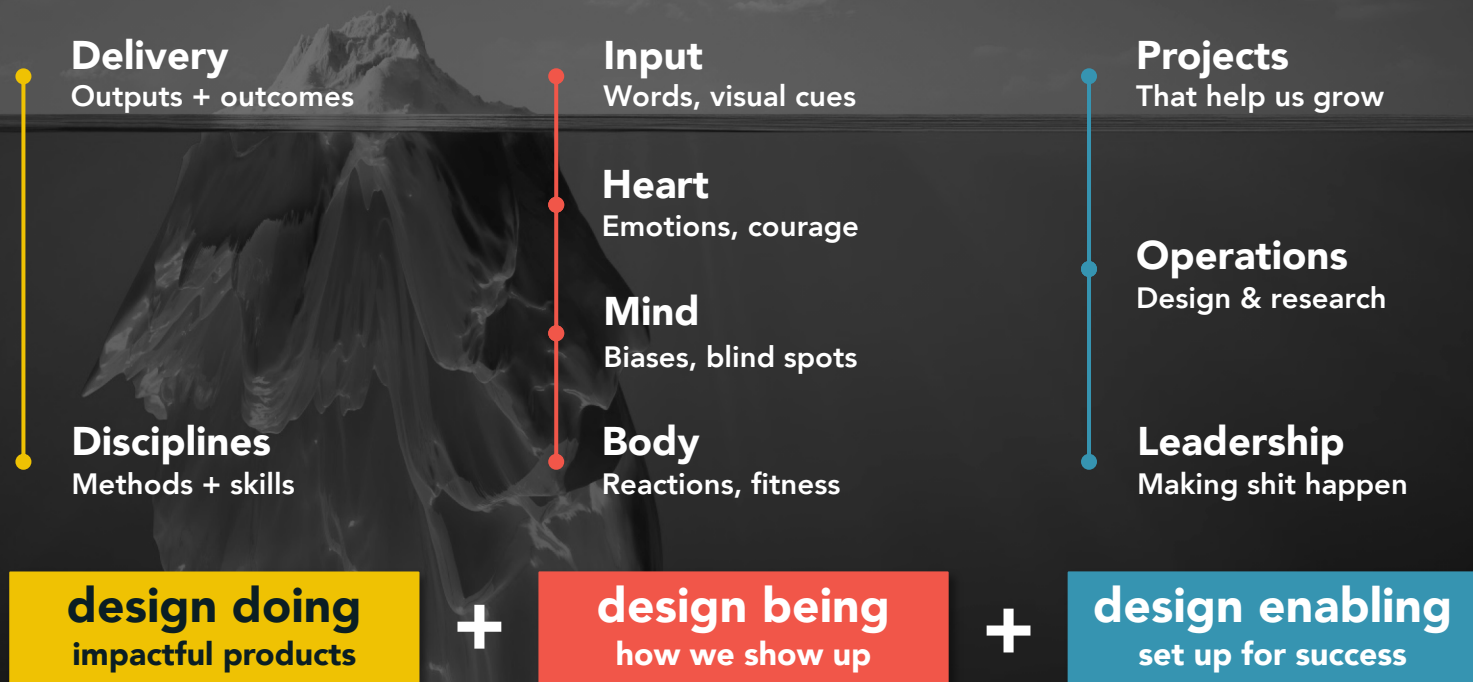 Delivery
Outputs + outcomes
Disciplines
Methods + skills
design doing
impactful products
+
Input
Words, visual cues
Heart
Emotions, courage
Mind
Biases, blind spots
Body
Reactions, fitness
design being
how we show up
+
Projects
That help us grow
Operations
Design & research
Leadership
Making shit happen
design enabling
set up for success